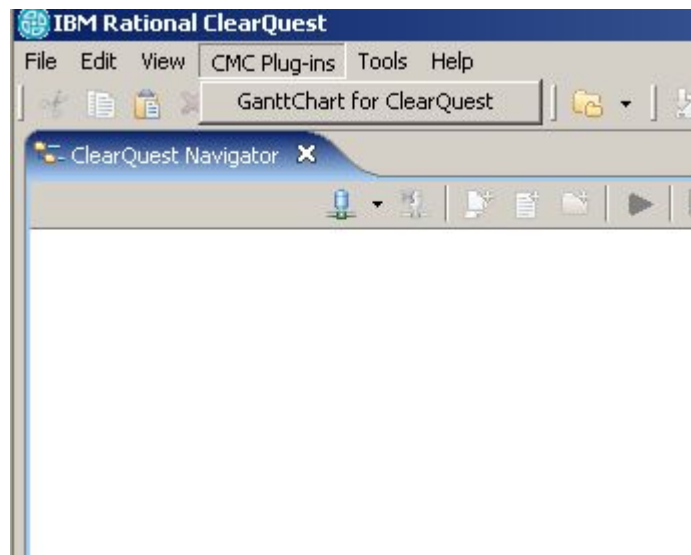 IBM Rational ClearQuest
File Edit View CMC Plug-ins Tools Help
GanttChart for ClearQuest
ClearQuest Navigator